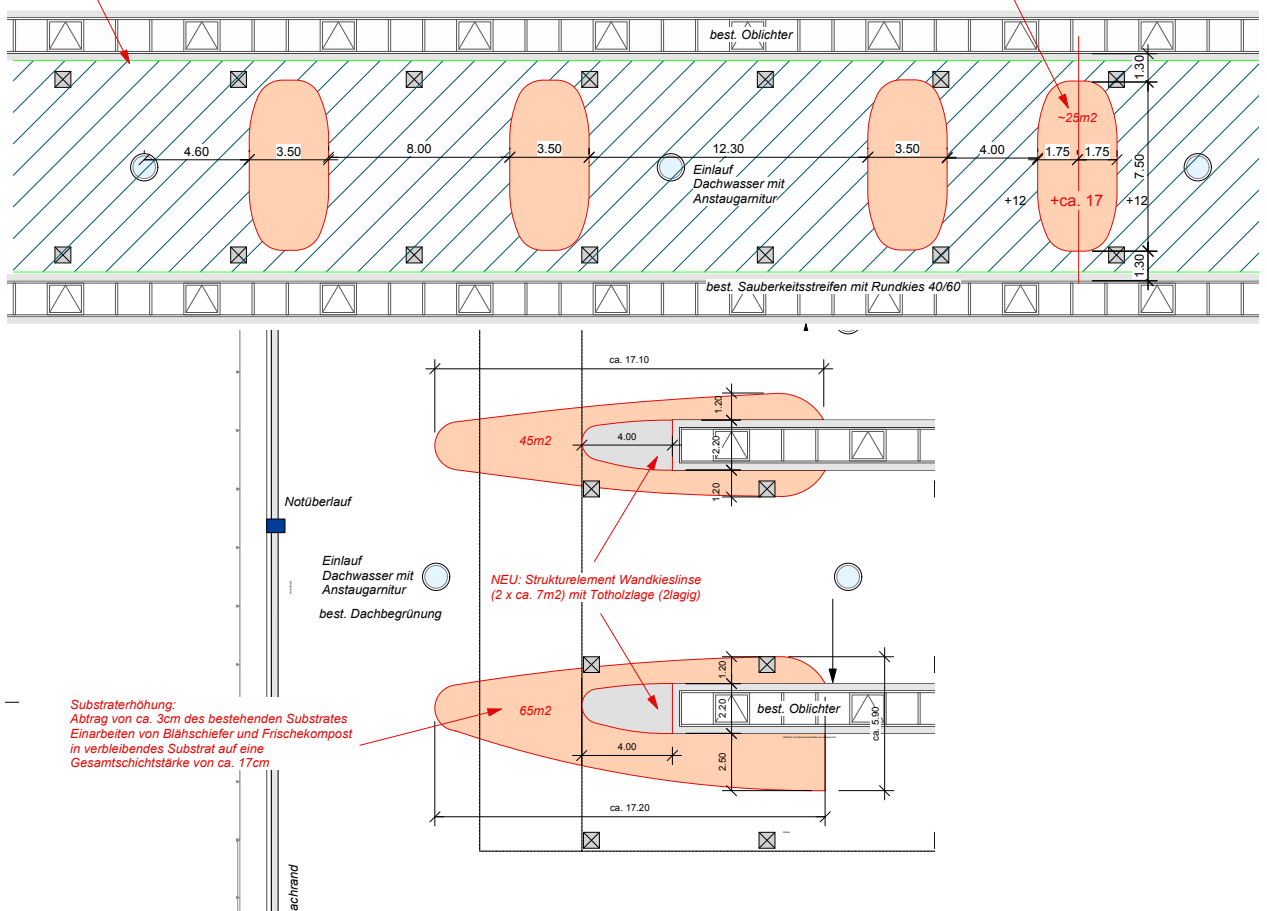 best. Oblichter
1.30
~25m2
4.60
3.50
8.00
3.50
12.30
3.50
4.00
1.75
1.75
7.50
Einlauf
Dachwasser mit
Anstaugarnitur
+12
+ca. 17
+12
1.30
best. Sauberkeitsstreifen mit Rundkies 40/60
ca. 17.10
1.20
45m2
4.00
2.20
1.20
Notüberlauf
Einlauf
Dachwasser mit
Anstaugarnitur
best. Dachbegrünung
NEU: Strukturelement Wandkieslinse
(2 x ca. 7m2) mit Totholzlage (2lagig)
1.20
Substraterhöhung:
Abtrag von ca. 3cm des bestehenden Substrates
Einarbeiten von Blähschiefer und Frischekompost
in verbleibendes Substrat auf eine
Gesamtschichtstärke von ca. 17cm
65m2
2.20
best. Oblichter
ca. 5.90
4.00
2.50
ca. 17.20
achrand